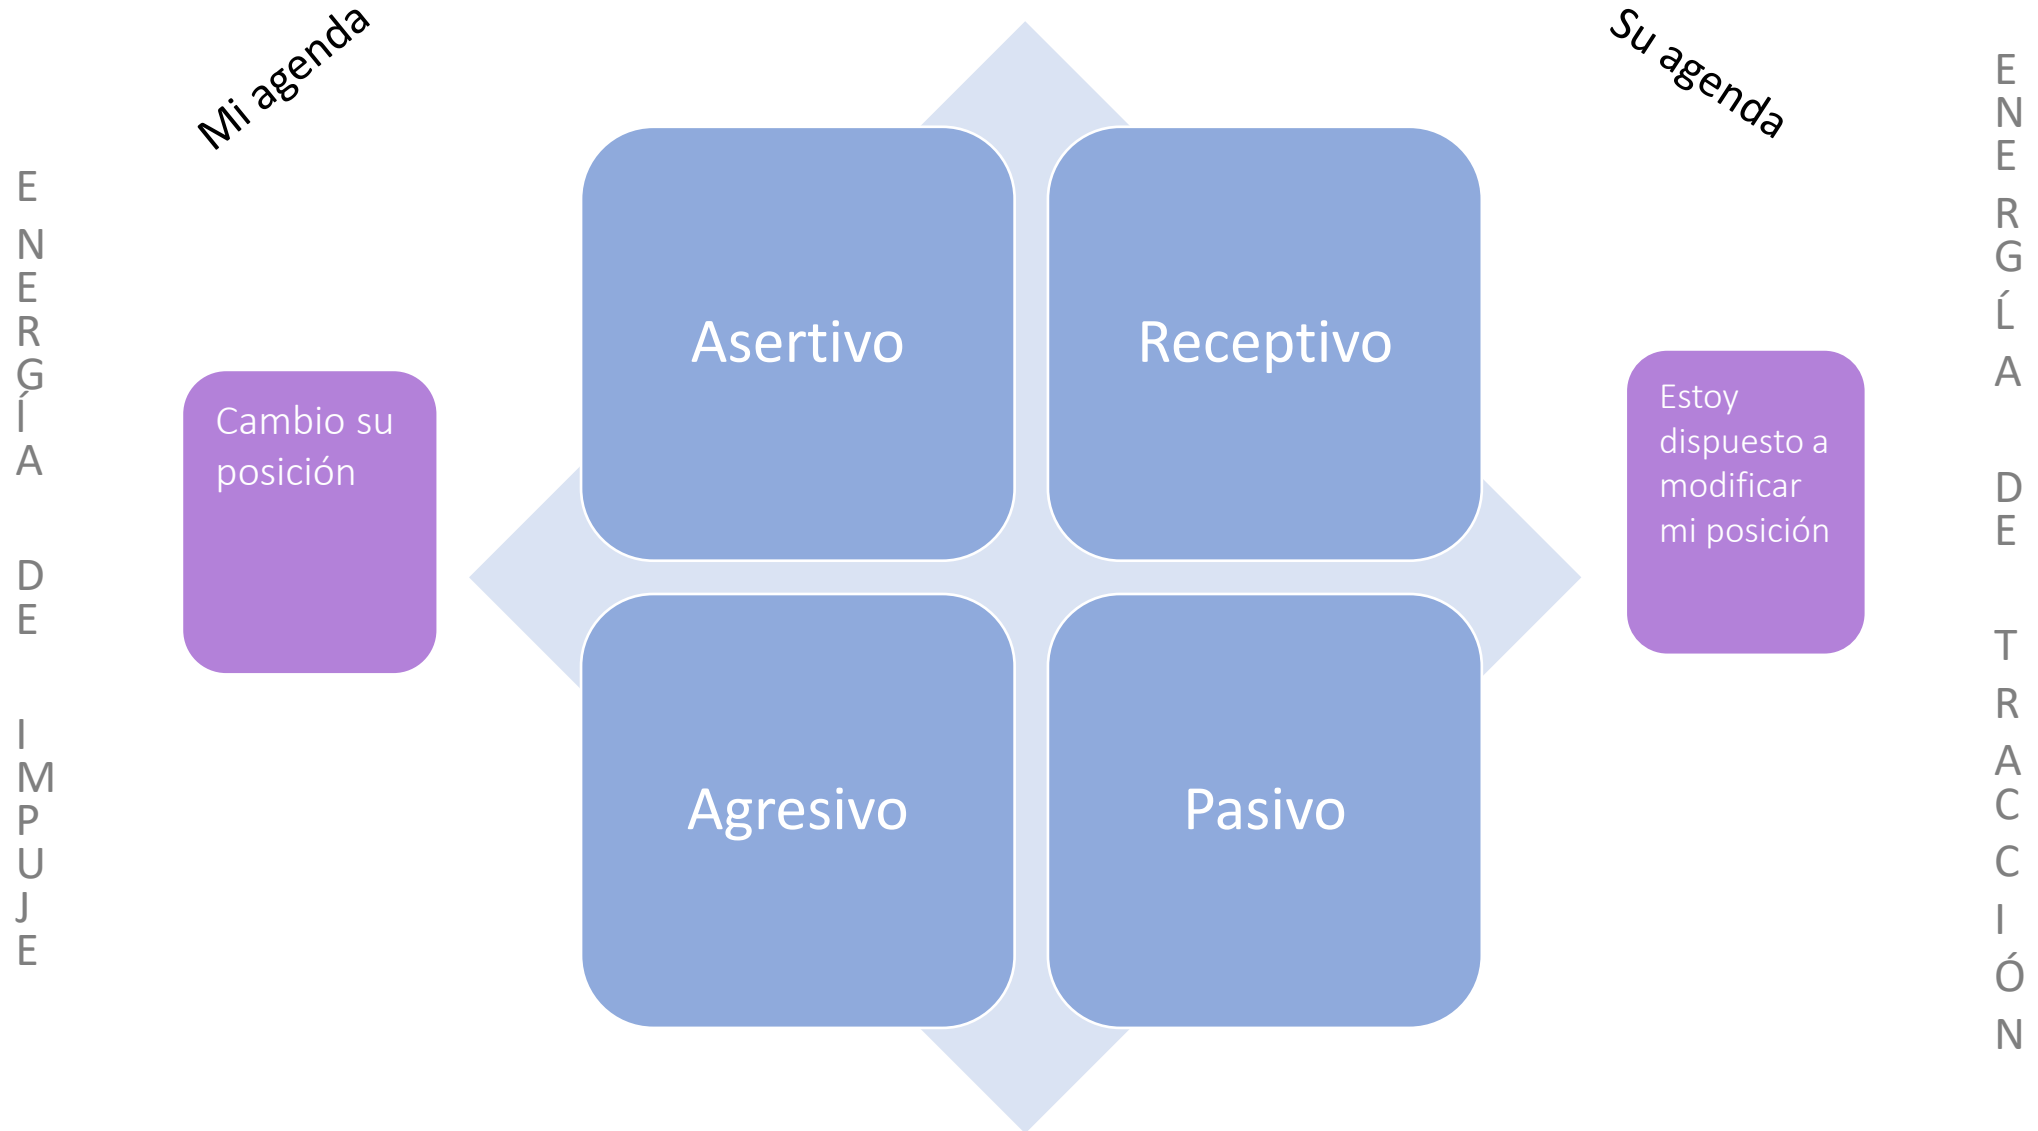 Mi agenda
Su agenda
ENERGÍA DE IMPUJE
Cambio su
posición
Asertivo
Receptivo
Agresivo
Pasivo
Estoy
dispuesto a
modificar
mi posición
ENERGÍA DE TRACCIÓN